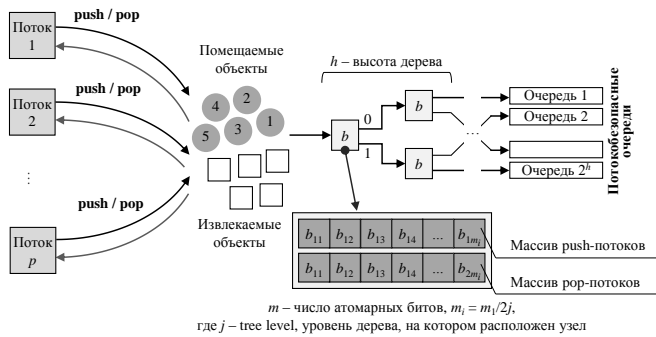 Поток
1
push / pop
Поток
2
push / pop
...
Поток
p
push / pop
Помещаемые
объекты
4
2
1
5
3
Извлекаемые
объекты
h – высота дерева
b
0
1
b
b
...
Очередь 1
Очередь 2
Очередь 2^h
Потокобезопасные
очереди
b₁₁ b₁₂ b₁₃ b₁₄ ... b₁mᵢ
b₁₁ b₁₂ b₁₃ b₁₄ ... b₂mᵢ
Массив push-потоков
Массив pop-потоков
m – число атомарных битов, mᵢ = m₁/2j,
где j – tree level, уровень дерева, на котором расположен узел